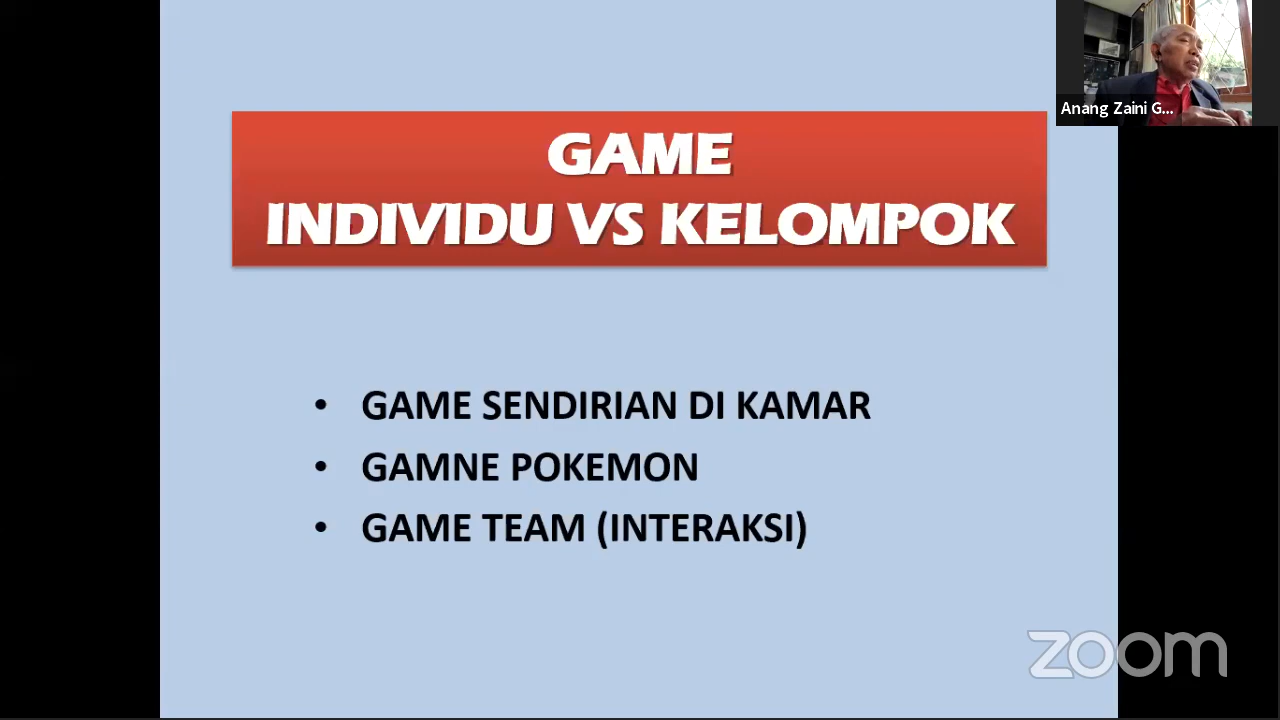 GAME
INDIVIDU VS KELOMPOK
Anang Zaini G...
• GAME SENDIRIAN DI KAMAR
• GAMNE POKEMON
• GAME TEAM (INTERAKSI)
zoom